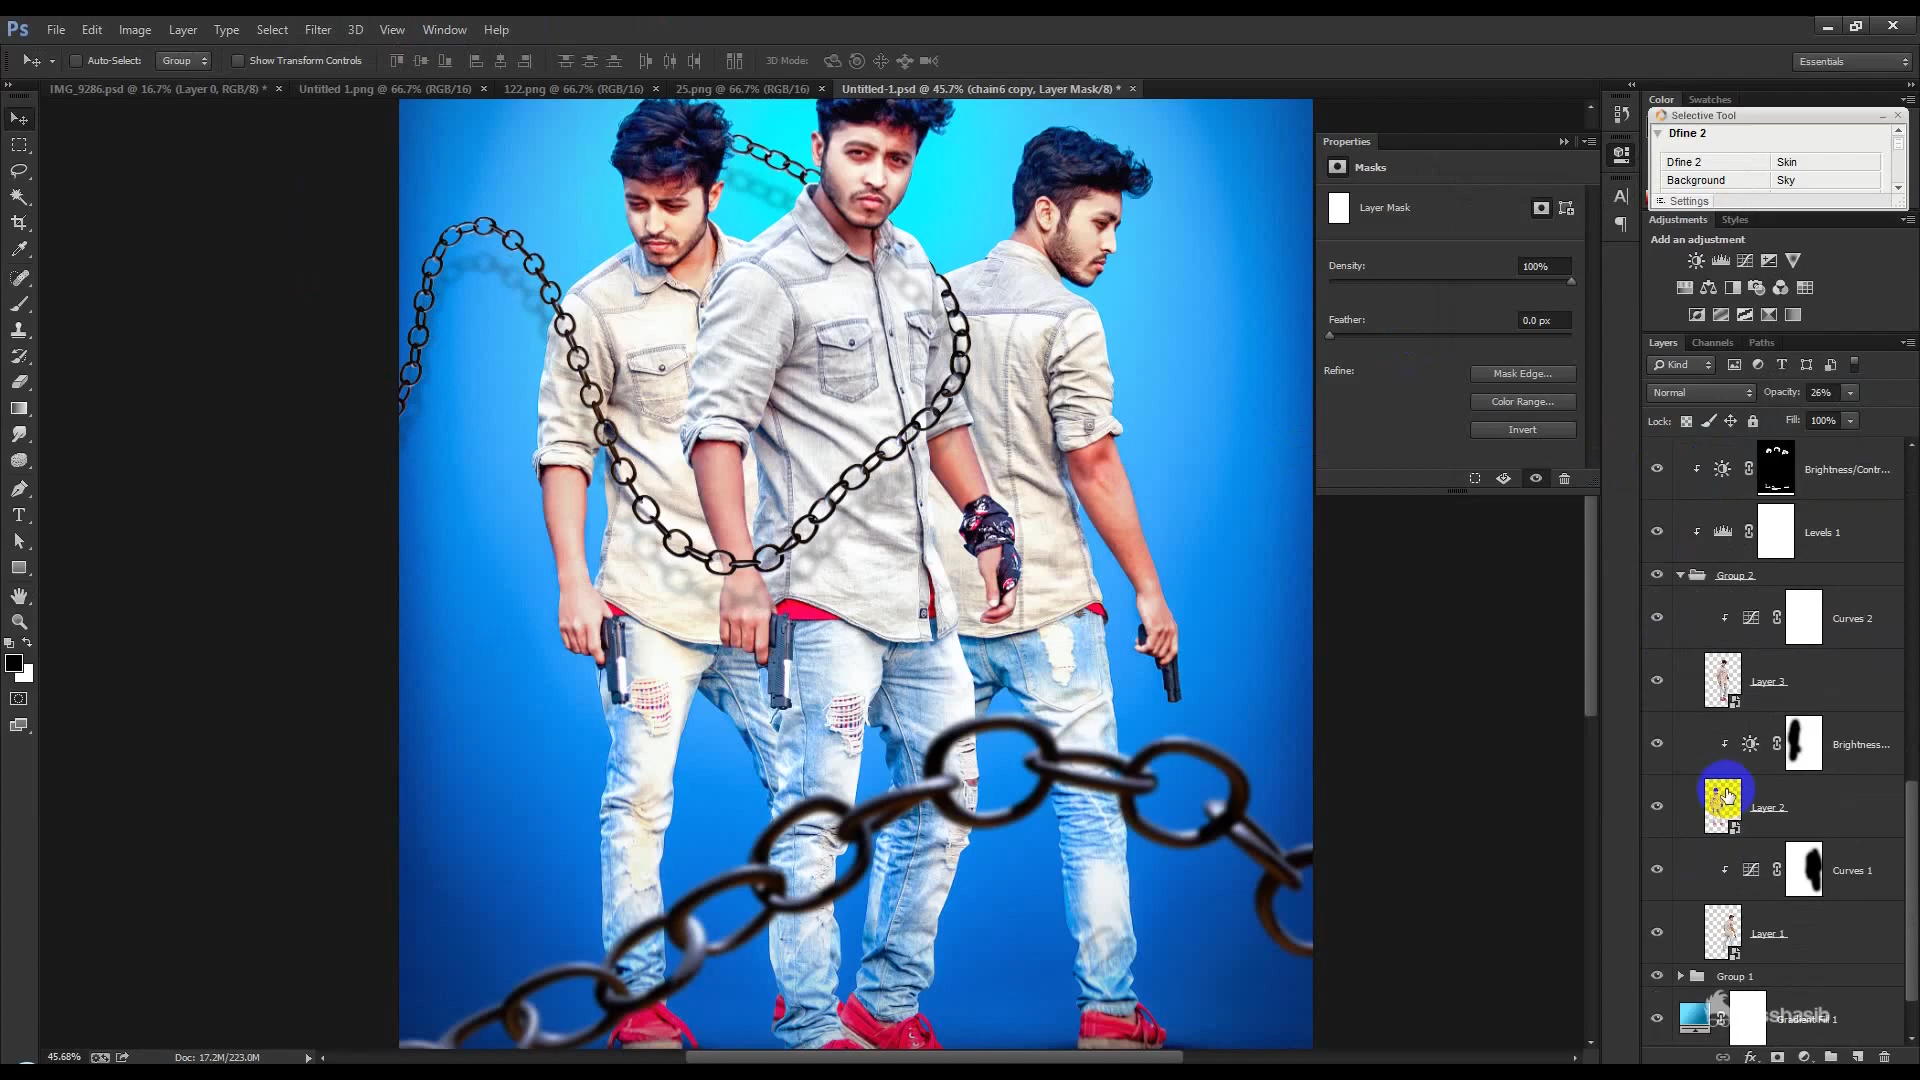 Ps File Edit Image Layer Type Select Filter 3D View Window Help
Auto-Select: Group Show Transform Controls 3D Mode: Essentials
IMG_9286.psd @ 16.7% (Layer 0, RGB/8) * × Untitled 1.png @ 66.7% (RGB/16) × 122.png @ 66.7% (RGB/16) × 25.png @ 66.7% (RGB/16) × Untitled-1.psd @ 45.7% (chain6 copy, Layer Mask/8) * ×
Color Swatches
Selective Tool
Dfine 2
Dfine 2 Skin
Background Sky
Settings
Properties
Masks
Layer Mask
Density: 100%
Feather: 0.0 px
Refine: Mask Edge...
Color Range...
Invert
Adjustments Styles
Add an adjustment
Layers Channels Paths
Kind
Normal Opacity: 26%
Lock: Fill: 100%
Brightness/Contr...
Levels 1
Group 2
Curves 2
Layer 3
Brightness...
Layer 2
Curves 1
Layer 1
Group 1
Gradient Fill 1
45.68% Doc: 17.2M/223.0M